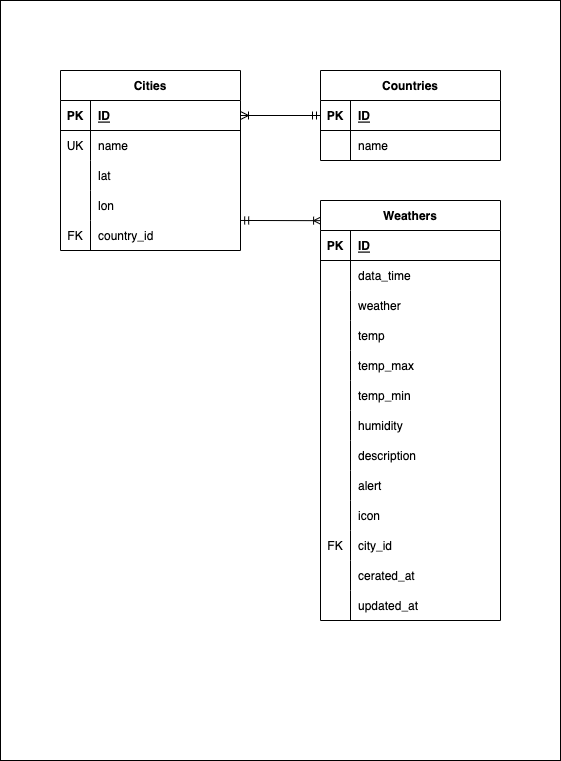 Cities
PK ID
UK name
lat
lon
FK country_id
Countries
PK ID
name
Weathers
PK ID
data_time
weather
temp
temp_max
temp_min
humidity
description
alert
icon
FK city_id
cerated_at
updated_at